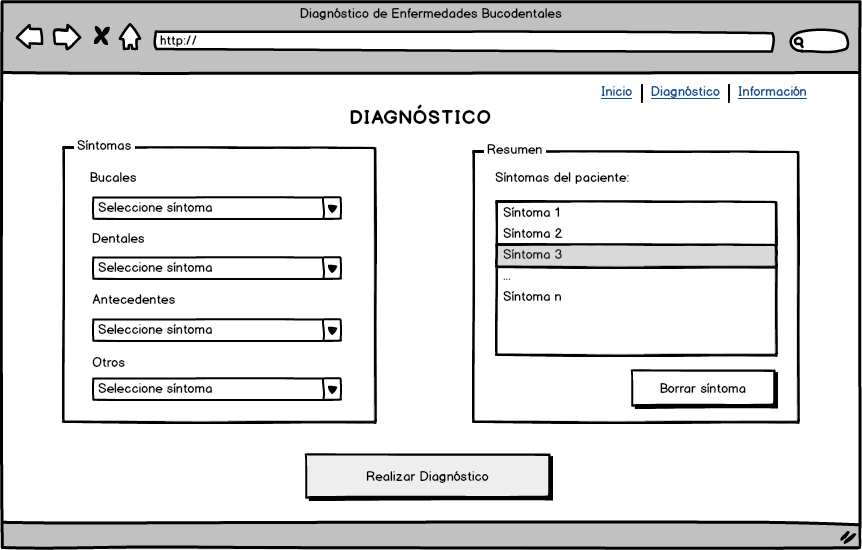 Diagnóstico de Enfermedades Bucodentales
http://
Inicio
Diagnóstico
Información
DIAGNÓSTICO
Síntomas
Bucales
Seleccione síntoma
Dentales
Seleccione síntoma
Antecedentes
Seleccione síntoma
Otros
Seleccione síntoma
Resumen
Síntomas del paciente:
Síntoma 1
Síntoma 2
Síntoma 3
...
Síntoma n
Borrar síntoma
Realizar Diagnóstico